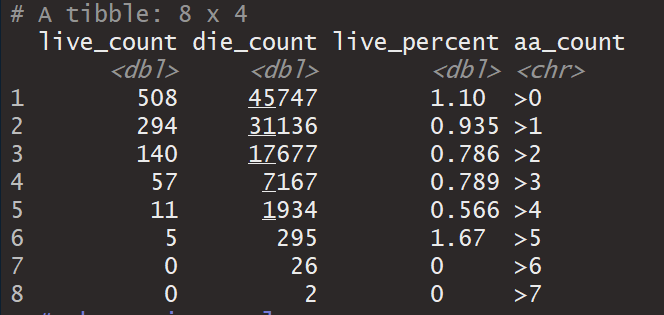 # A tibble: 8 x 4
live_count die_count live_percent aa_count
<dbl> <dbl> <dbl> <chr>
1 508 45747 1.10 >0
2 294 31136 0.935 >1
3 140 17677 0.786 >2
4 57 7167 0.789 >3
5 11 1934 0.566 >4
6 5 295 1.67 >5
7 0 26 0 >6
8 0 2 0 >7